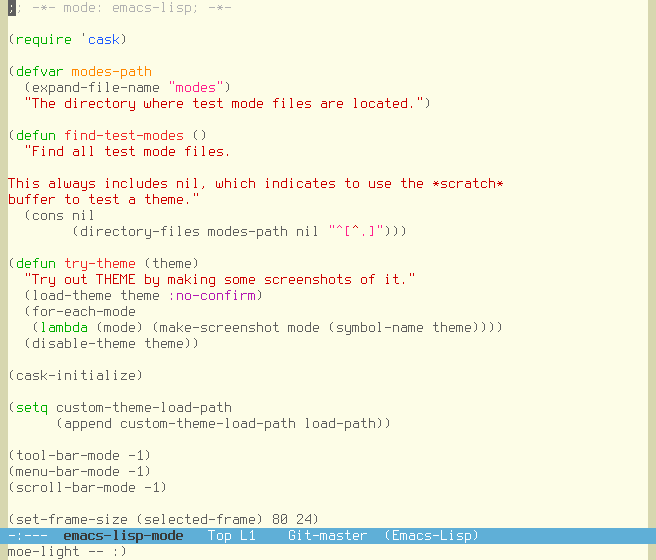 ;; -*- mode: emacs-lisp; -*-
(require 'cask)
(defvar modes-path
(expand-file-name "modes")
"The directory where test mode files are located.")
(defun find-test-modes ()
"Find all test mode files.
This always includes nil, which indicates to use the *scratch*
buffer to test a theme."
(cons nil
(directory-files modes-path nil "^[^.]")))
(defun try-theme (theme)
"Try out THEME by making some screenshots of it."
(load-theme theme :no-confirm)
(for-each-mode
(lambda (mode) (make-screenshot mode (symbol-name theme))))
(disable-theme theme))
(cask-initialize)
(setq custom-theme-load-path
(append custom-theme-load-path load-path))
(tool-bar-mode -1)
(menu-bar-mode -1)
(scroll-bar-mode -1)
(set-frame-size (selected-frame) 80 24)
-:--- emacs-lisp-mode Top L1 Git-master (Emacs-Lisp)
moe-light -- :)